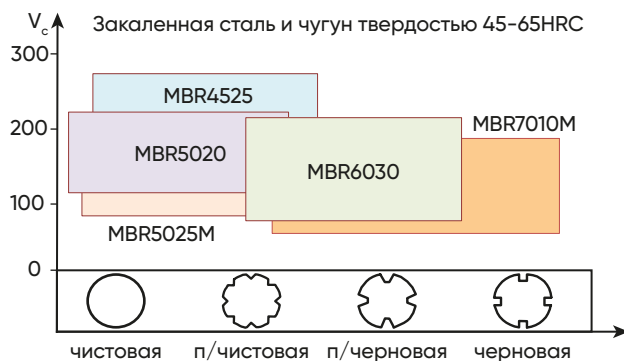 V_c
Закаленная сталь и чугун твердостью 45-65HRC
300
MBR4525
200
MBR7010M
MBR5020
MBR6030
100
MBR5025M
0
чистовая п/чистовая п/черновая черновая